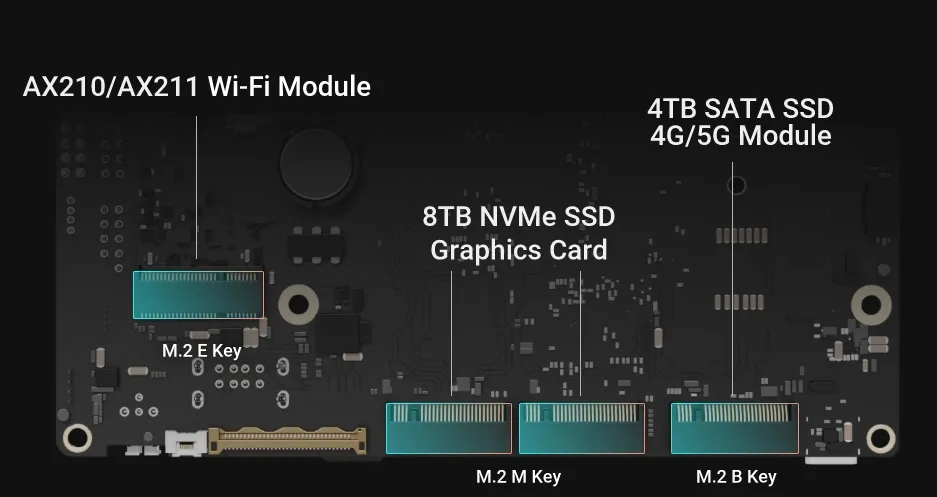 AX210/AX211 Wi-Fi Module
4TB SATA SSD
4G/5G Module
8TB NVMe SSD
Graphics Card
M.2 E Key
M.2 M Key
M.2 B Key